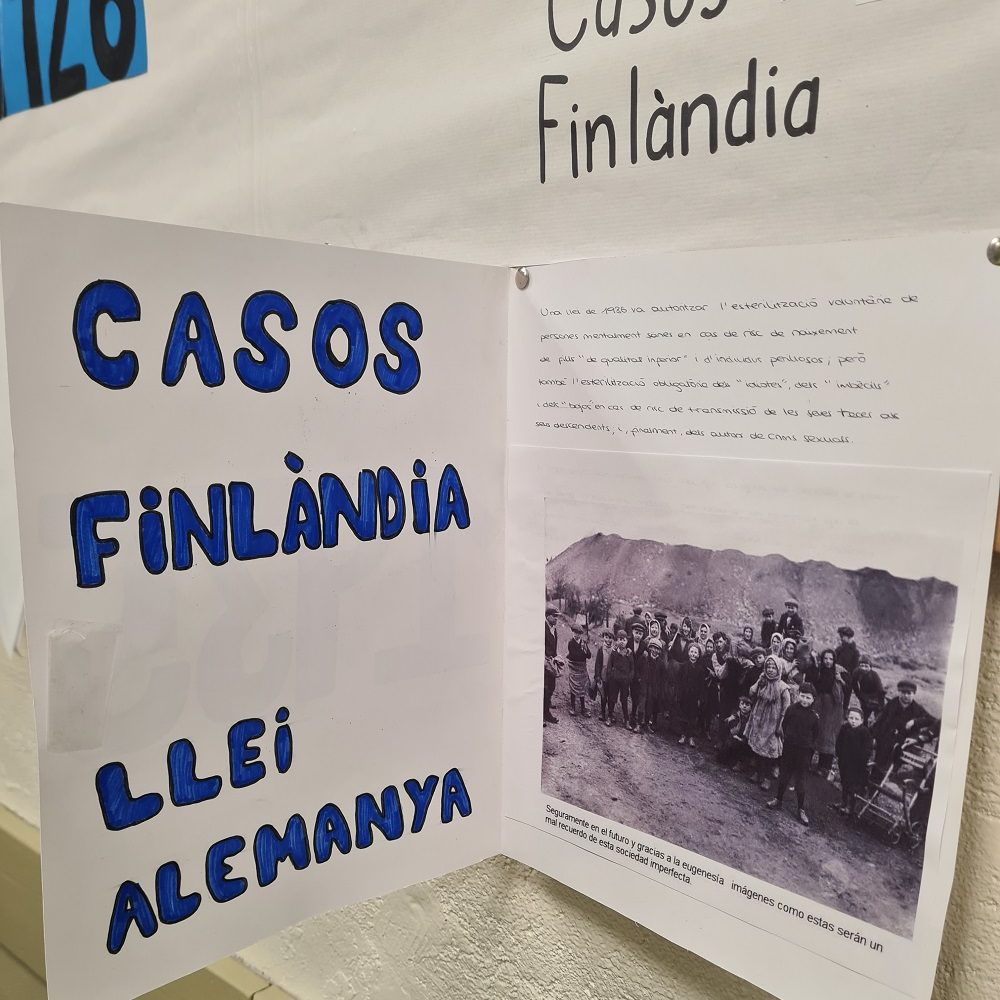 126
Casos
Finlàndia
CASOS
FINLÀNDIA
LLEI
ALEMANYA
Una llei de 1935 va autoritzar l'esterilització voluntària de
persones mentalment sanes en cas de risc de naixement
de fills "de qualitat inferior" i d'individus perillosos; però
també l'esterilització obligatòria dels "idiotes", dels "imbècils"
i dels "bojos" en cas de risc de transmissió de les seves tares als
seus descendents; i, finalment, dels autors de crims sexuals.
Seguramente en el futuro y gracias a la eugenesía imágenes como estas serán un
mal recuerdo de esta sociedad imperfecta.